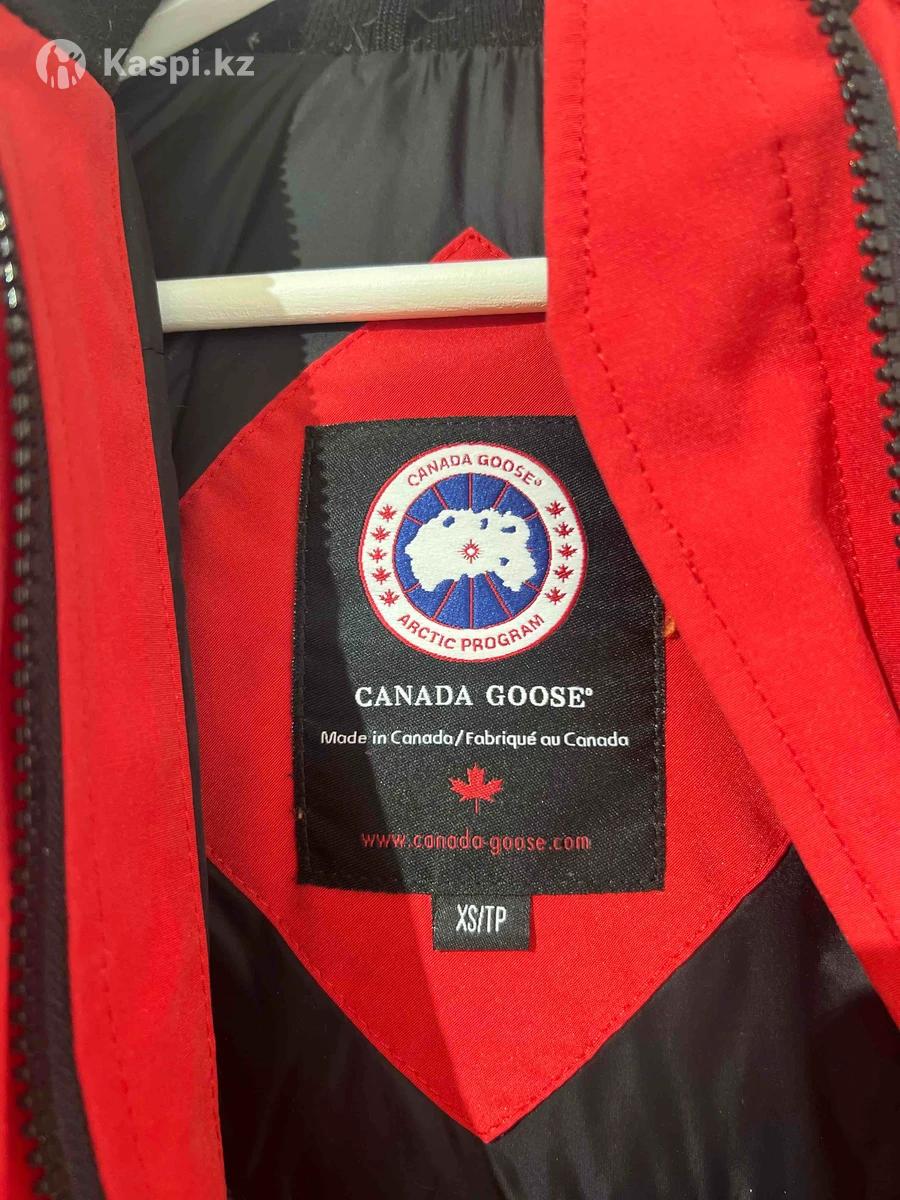 Kaspi.kz
CANADA GOOSE®
ARCTIC PROGRAM
CANADA GOOSE®
Made in Canada/Fabriqué au Canada
www.canada-goose.com
XS/TP